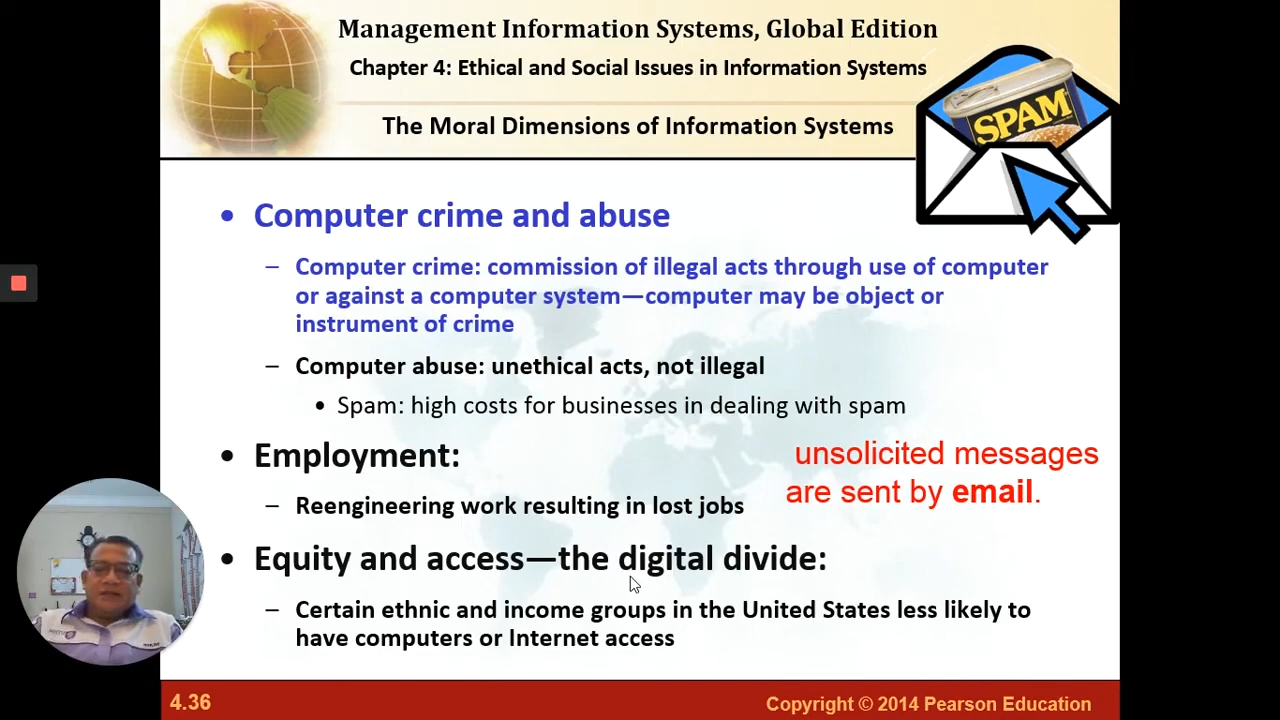 Management Information Systems, Global Edition
Chapter 4: Ethical and Social Issues in Information Systems
The Moral Dimensions of Information Systems
SPAM
• Computer crime and abuse
– Computer crime: commission of illegal acts through use of computer
or against a computer system—computer may be object or
instrument of crime
– Computer abuse: unethical acts, not illegal
• Spam: high costs for businesses in dealing with spam
• Employment:
unsolicited messages
are sent by email.
– Reengineering work resulting in lost jobs
• Equity and access—the digital divide:
– Certain ethnic and income groups in the United States less likely to
have computers or Internet access
4.36
Copyright © 2014 Pearson Education